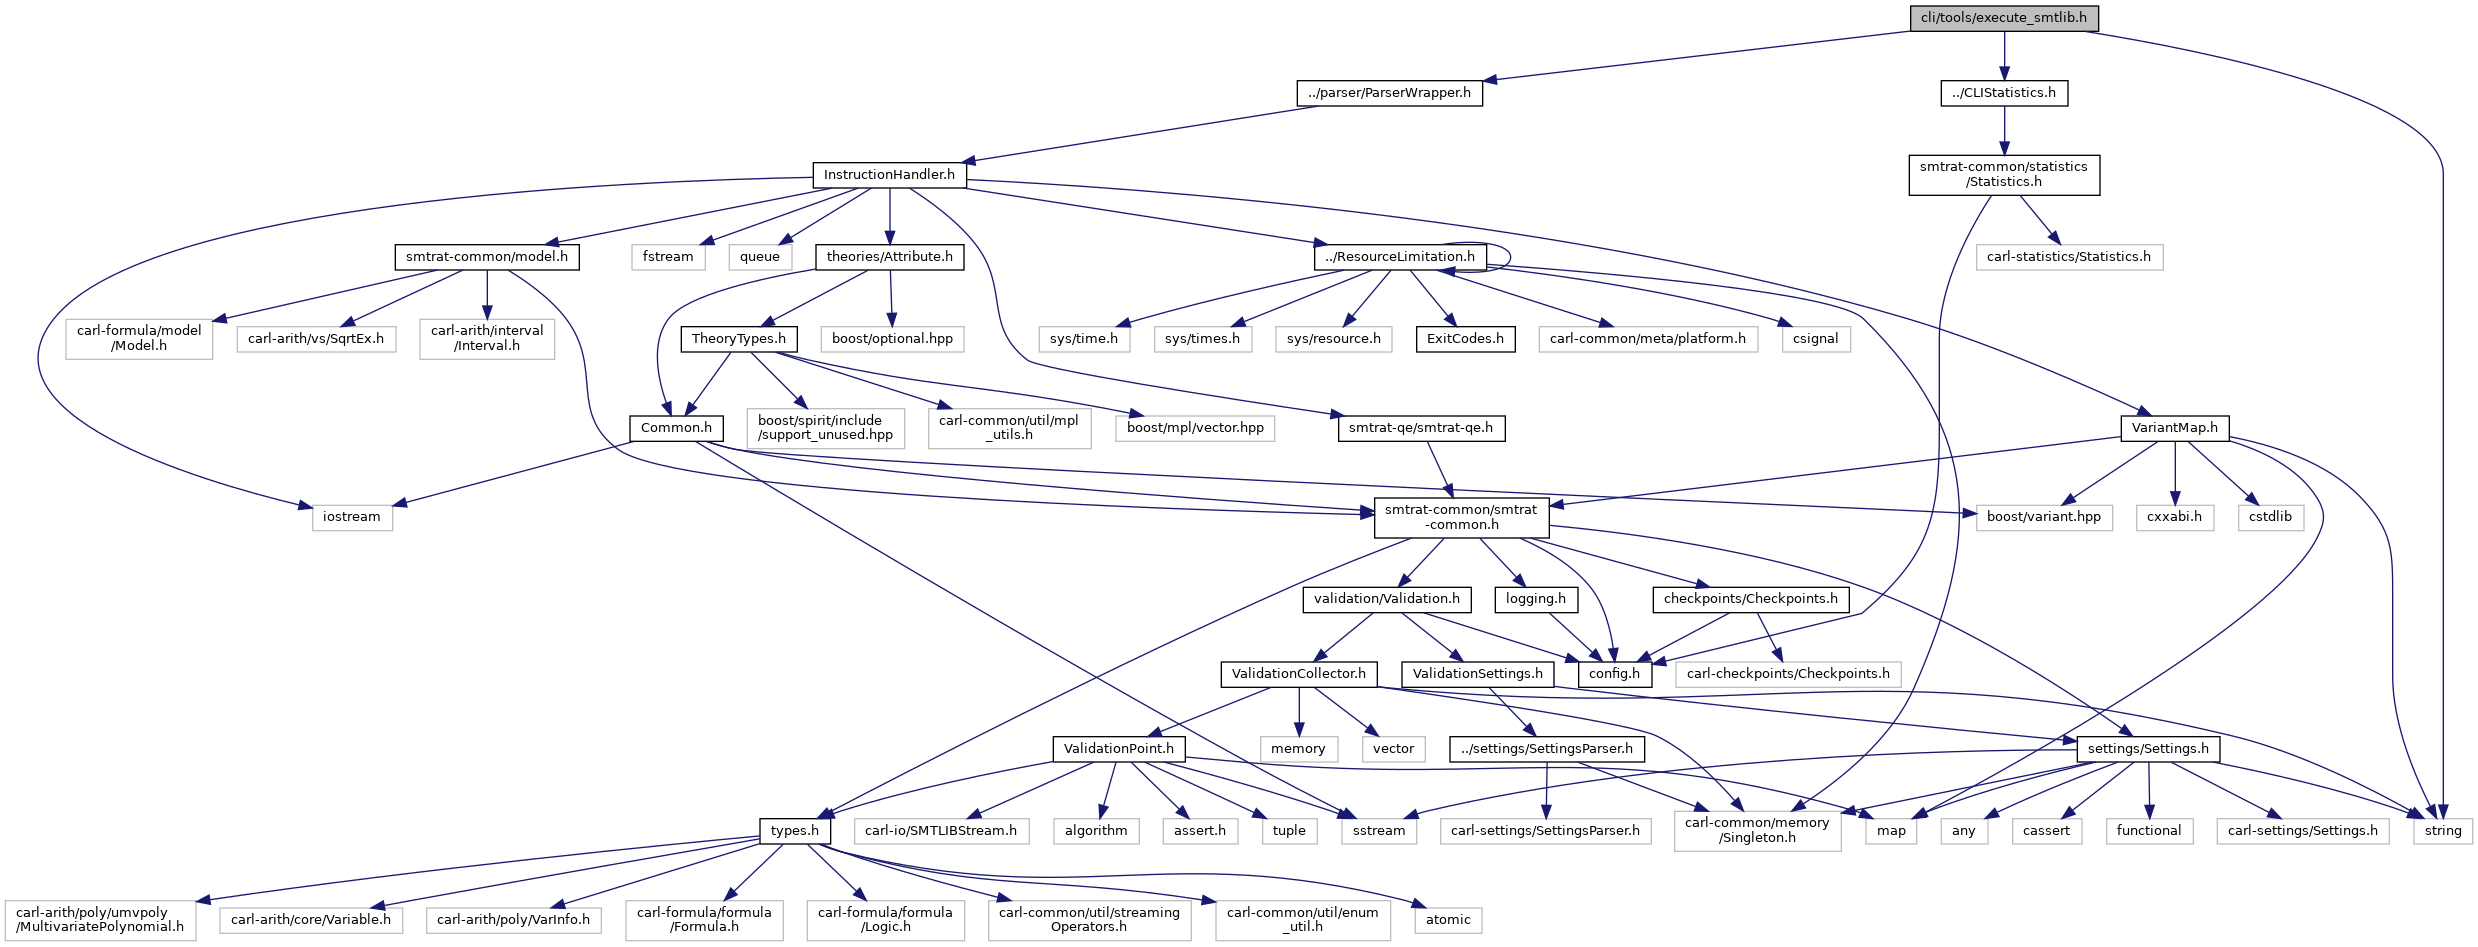 cli/tools/execute_smtlib.h
../parser/ParserWrapper.h
../CLIStatistics.h
InstructionHandler.h
smtrat-common/statistics
/Statistics.h
smtrat-common/model.h
fstream
queue
theories/Attribute.h
../ResourceLimitation.h
carl-statistics/Statistics.h
carl-formula/model
/Model.h
carl-arith/vs/SqrtEx.h
carl-arith/interval
/Interval.h
TheoryTypes.h
boost/optional.hpp
sys/time.h
sys/times.h
sys/resource.h
ExitCodes.h
carl-common/meta/platform.h
csignal
Common.h
boost/spirit/include
/support_unused.hpp
carl-common/util/mpl
_utils.h
boost/mpl/vector.hpp
smtrat-qe/smtrat-qe.h
VariantMap.h
iostream
smtrat-common/smtrat
-common.h
boost/variant.hpp
cxxabi.h
cstdlib
validation/Validation.h
logging.h
checkpoints/Checkpoints.h
ValidationCollector.h
ValidationSettings.h
config.h
carl-checkpoints/Checkpoints.h
ValidationPoint.h
memory
vector
../settings/SettingsParser.h
settings/Settings.h
types.h
carl-io/SMTLIBStream.h
algorithm
assert.h
tuple
sstream
carl-settings/SettingsParser.h
carl-common/memory
/Singleton.h
map
any
cassert
functional
carl-settings/Settings.h
string
carl-arith/poly/umvpoly
/MultivariatePolynomial.h
carl-arith/core/Variable.h
carl-arith/poly/VarInfo.h
carl-formula/formula
/Formula.h
carl-formula/formula
/Logic.h
carl-common/util/streaming
Operators.h
carl-common/util/enum
_util.h
atomic